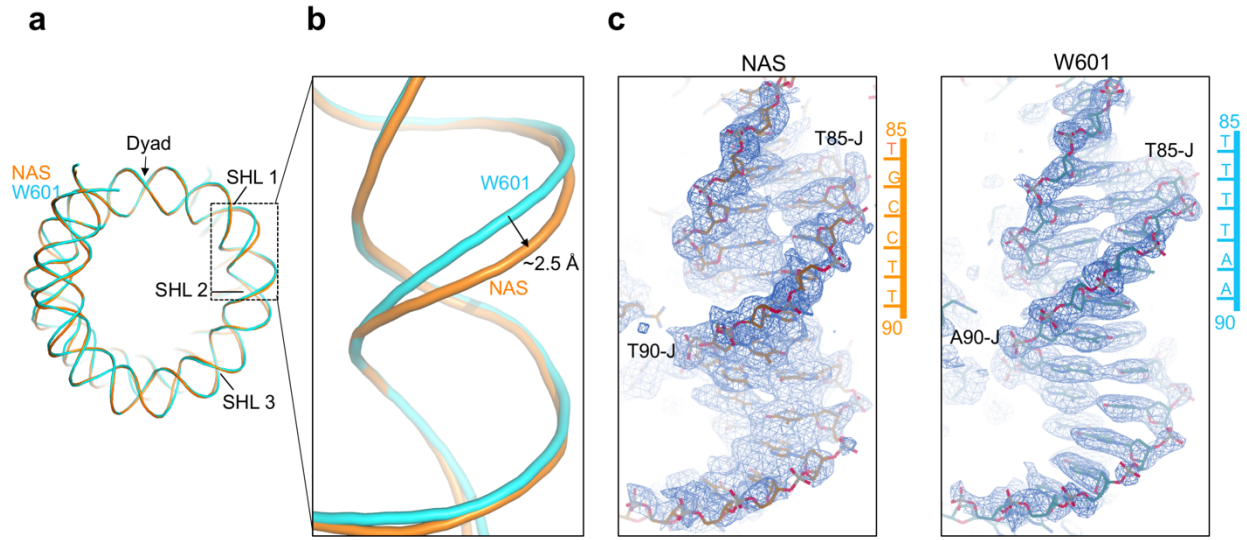 a
NAS
W601
Dyad
SHL 1
SHL 2
SHL 3
b
W601
~2.5 Å
NAS
c
NAS
T85-J
T90-J
85
T
G
C
C
T
T
90
W601
T85-J
A90-J
85
T
T
T
T
A
A
90